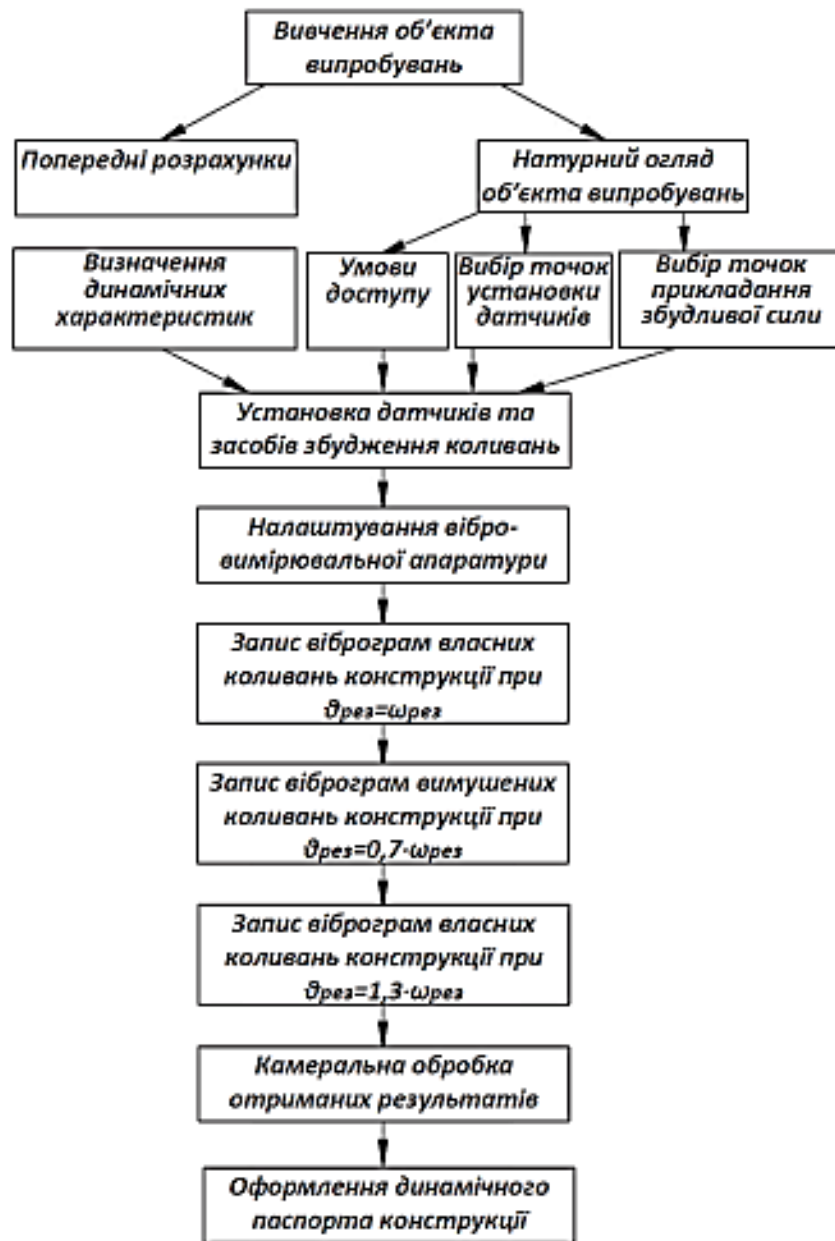 Вивчення об’єкта
випробувань
Попередні розрахунки
Натурний огляд
об’єкта випробувань
Визначення
динамічних
характеристик
Умови
доступу
Вибір точок
установки
датчиків
Вибір точок
прикладання
збудливої сили
Установка датчиків та
засобів збудження коливань
Налаштування вібро-
вимірювальної апаратури
Запис віброграм власних
коливань конструкції при
ϑрез=ωрез
Запис віброграм вимушених
коливань конструкції при
ϑрез=0,7·ωрез
Запис віброграм власних
коливань конструкції при
ϑрез=1,3·ωрез
Камеральна обробка
отриманих результатів
Оформлення динамічного
паспорта конструкції